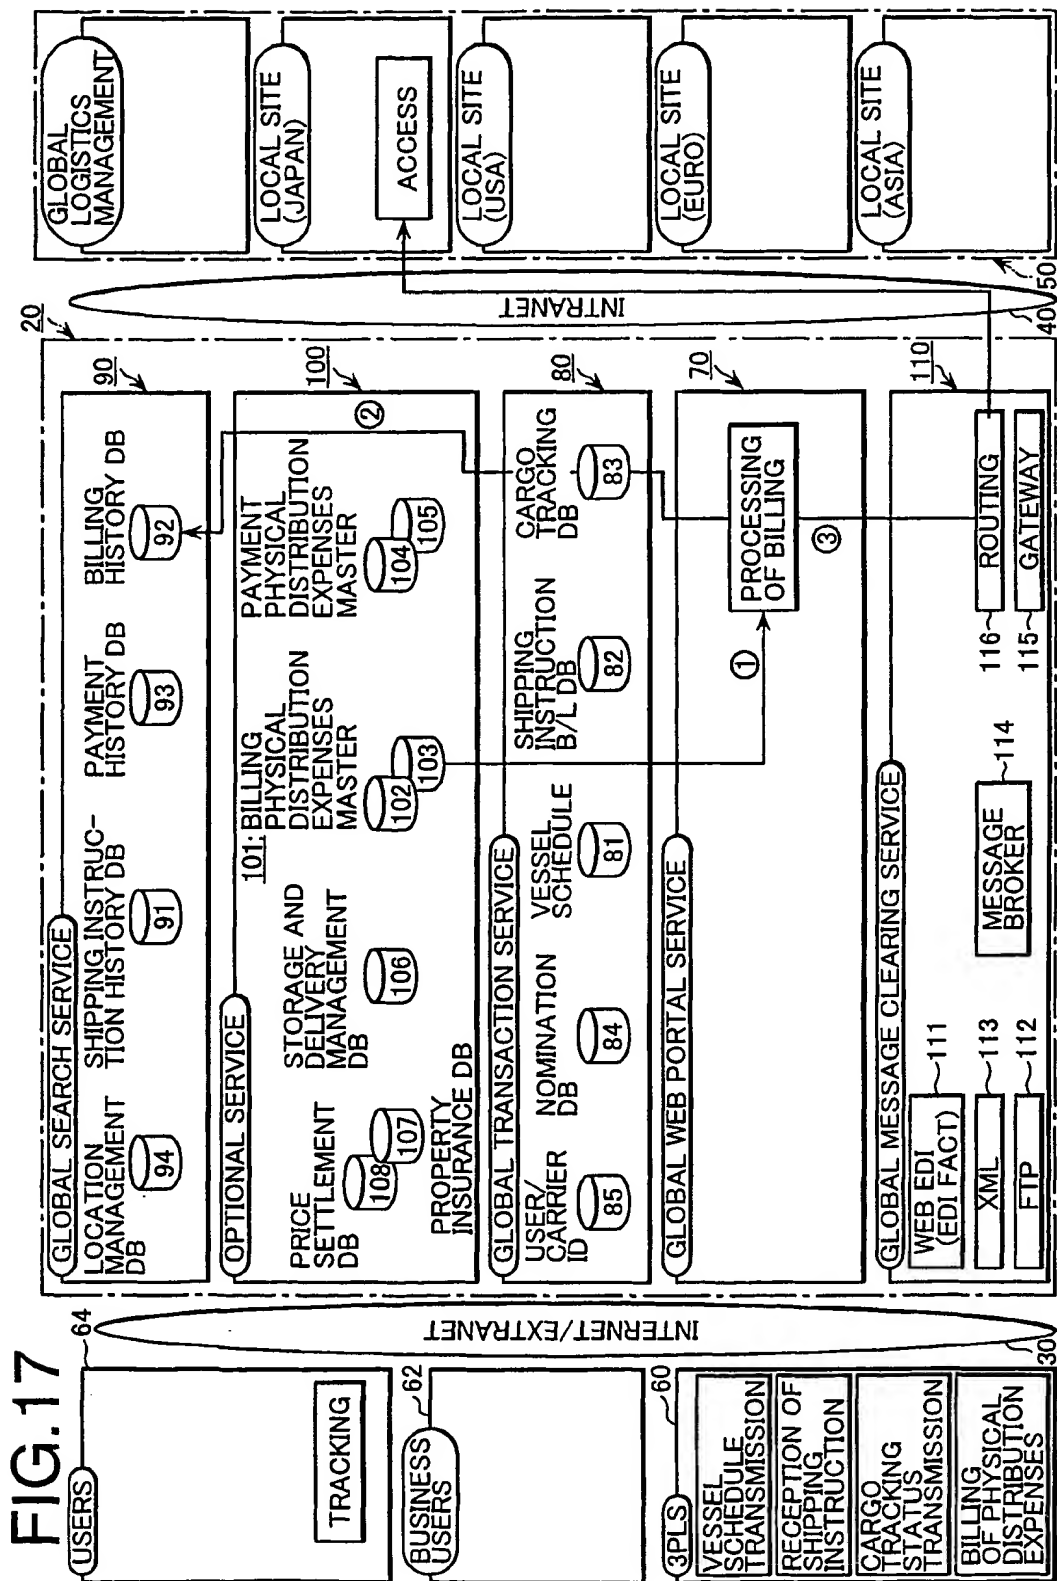 FIG.17
USERS
64
TRACKING
BUSINESS
USERS
62
3PLS
60
VESSEL
SCHEDULE
TRANSMISSION
RECEPTION OF
SHIPPING
INSTRUCTION
CARGO
TRACKING
STATUS
TRANSMISSION
BILLING
OF PHYSICAL
DISTRIBUTION
EXPENSES
INTERNET/EXTRANET
30
20
GLOBAL SEARCH SERVICE
90
LOCATION
MANAGEMENT
DB
94
SHIPPING INSTRUC-
TION HISTORY DB
91
PAYMENT
HISTORY DB
93
BILLING
HISTORY DB
92
OPTIONAL SERVICE
100
PRICE
SETTLEMENT
DB
108
107
PROPERTY
INSURANCE DB
STORAGE AND
DELIVERY
MANAGEMENT
DB
106
101: BILLING
PHYSICAL
DISTRIBUTION
EXPENSES
MASTER
102
103
PAYMENT
PHYSICAL
DISTRIBUTION
EXPENSES
MASTER
104
105
②
GLOBAL TRANSACTION SERVICE
80
USER/
CARRIER
ID
85
NOMINATION
DB
84
VESSEL
SCHEDULE
81
SHIPPING
INSTRUCTION
B/L DB
82
CARGO
TRACKING
DB
83
GLOBAL WEB PORTAL SERVICE
70
①
PROCESSING
OF BILLING
③
GLOBAL MESSAGE CLEARING SERVICE
110
WEB EDI
(EDI FACT)
111
XML
113
FTP
112
MESSAGE
BROKER
114
ROUTING
116
GATEWAY
115
INTRANET
40
50
GLOBAL
LOGISTICS
MANAGEMENT
LOCAL SITE
(JAPAN)
ACCESS
LOCAL SITE
(USA)
LOCAL SITE
(EURO)
LOCAL SITE
(ASIA)